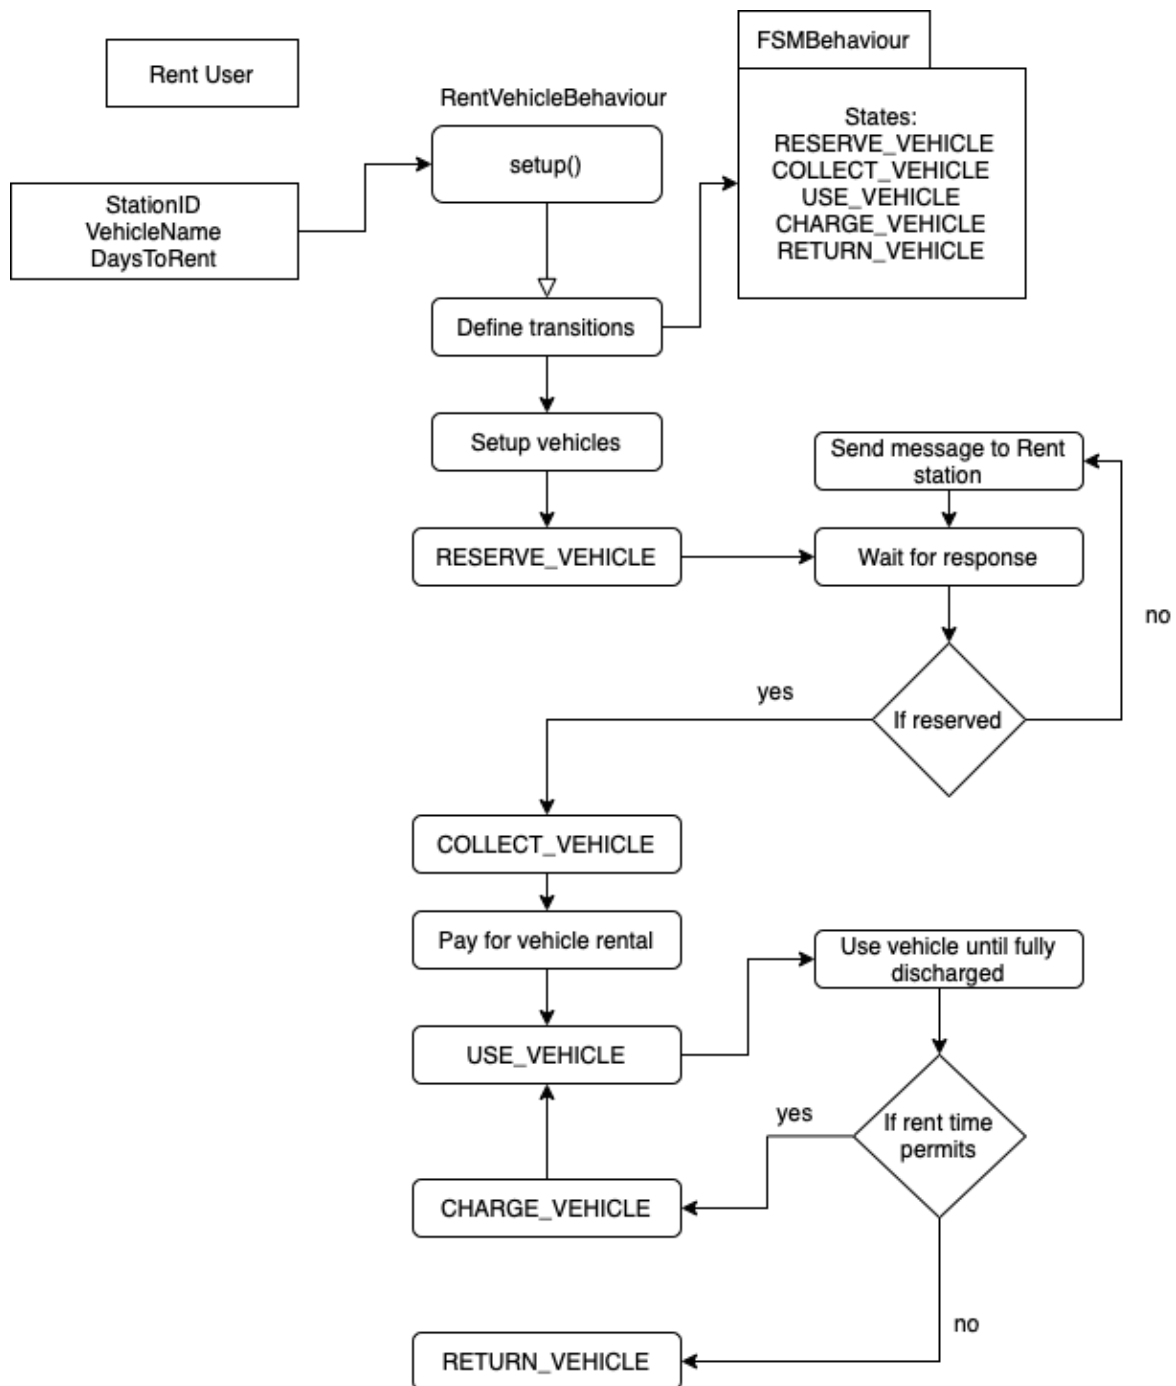 FSMBehaviour
Rent User
RentVehicleBehaviour
setup()
States:
RESERVE_VEHICLE
COLLECT_VEHICLE
USE_VEHICLE
CHARGE_VEHICLE
RETURN_VEHICLE
StationID
VehicleName
DaysToRent
Define transitions
Setup vehicles
Send message to Rent
station
RESERVE_VEHICLE
Wait for response
no
yes
If reserved
COLLECT_VEHICLE
Pay for vehicle rental
Use vehicle until fully
discharged
USE_VEHICLE
yes
If rent time
permits
CHARGE_VEHICLE
no
RETURN_VEHICLE